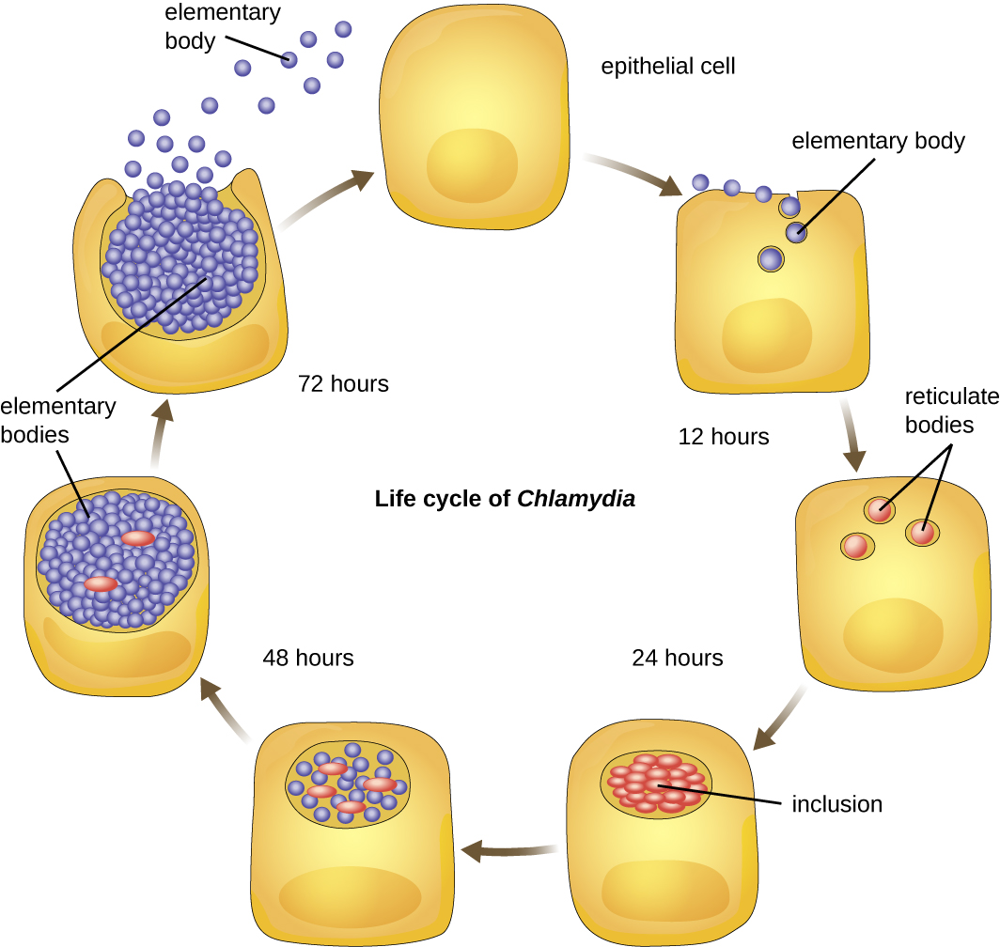 elementary
body
epithelial cell
elementary body
72 hours
elementary
bodies
12 hours
reticulate
bodies
Life cycle of Chlamydia
48 hours
24 hours
inclusion